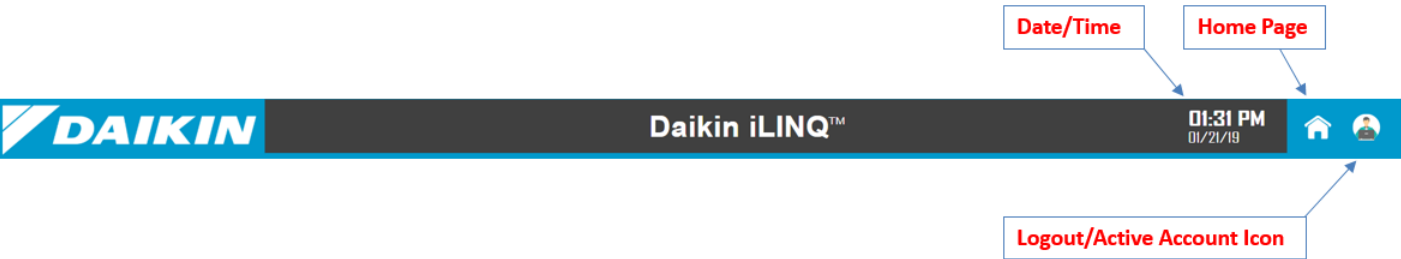 Date/Time
Home Page
DAIKIN
Daikin iLINQ™
01:31 PM
01/21/19
Logout/Active Account Icon